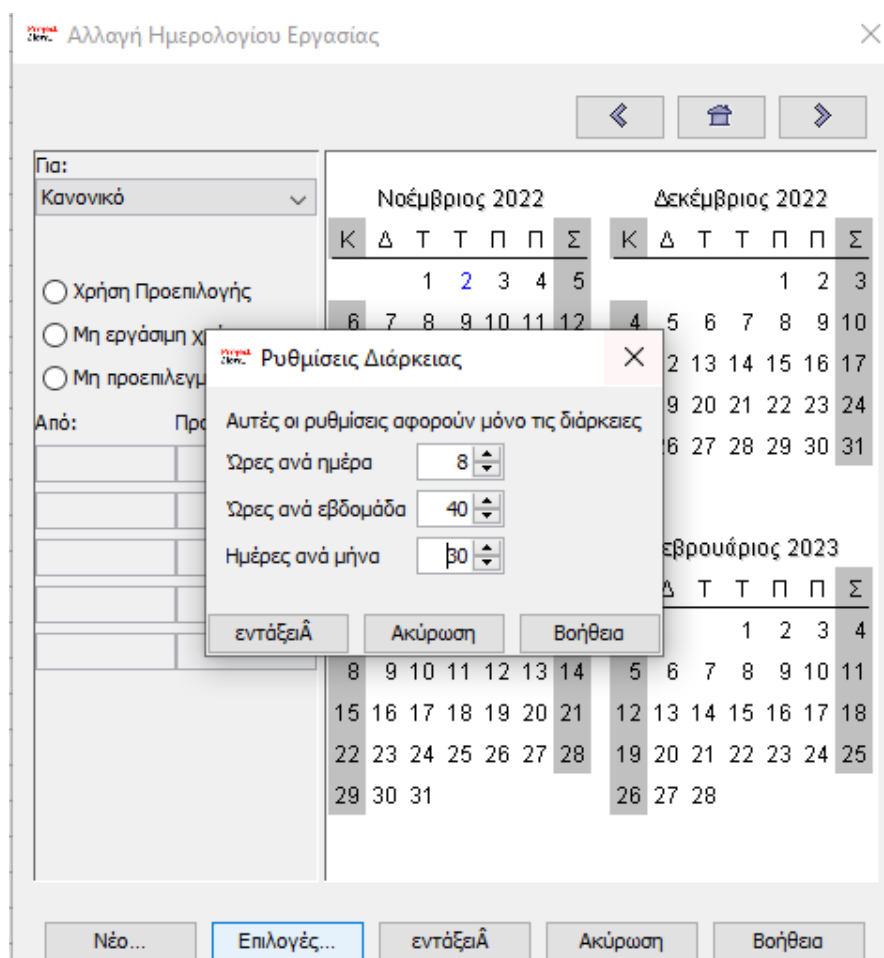 Αλλαγή Ημερολογίου Εργασίας
Για:
Κανονικό
Χρήση Προεπιλογής
Μη εργάσιμη
Μη προεπιλεγμ
Από: Προ
Νοέμβριος 2022
Κ Δ Τ Τ Π Π Σ
1 2 3 4 5
6 7 8 9 10 11 12
Δεκέμβριος 2022
Κ Δ Τ Τ Π Π Σ
1 2 3
4 5 6 7 8 9 10
2 13 14 15 16 17
9 20 21 22 23 24
6 27 28 29 30 31
Ρυθμίσεις Διάρκειας
Αυτές οι ρυθμίσεις αφορούν μόνο τις διάρκειες
Ώρες ανά ημέρα 8
Ώρες ανά εβδομάδα 40
Ημέρες ανά μήνα 30
εντάξειÂ Ακύρωση Βοήθεια
8 9 10 11 12 13 14
15 16 17 18 19 20 21
22 23 24 25 26 27 28
29 30 31
εβρουάριος 2023
Δ Τ Τ Π Π Σ
1 2 3 4
5 6 7 8 9 10 11
12 13 14 15 16 17 18
19 20 21 22 23 24 25
26 27 28
Νέο... Επιλογές... εντάξειÂ Ακύρωση Βοήθεια